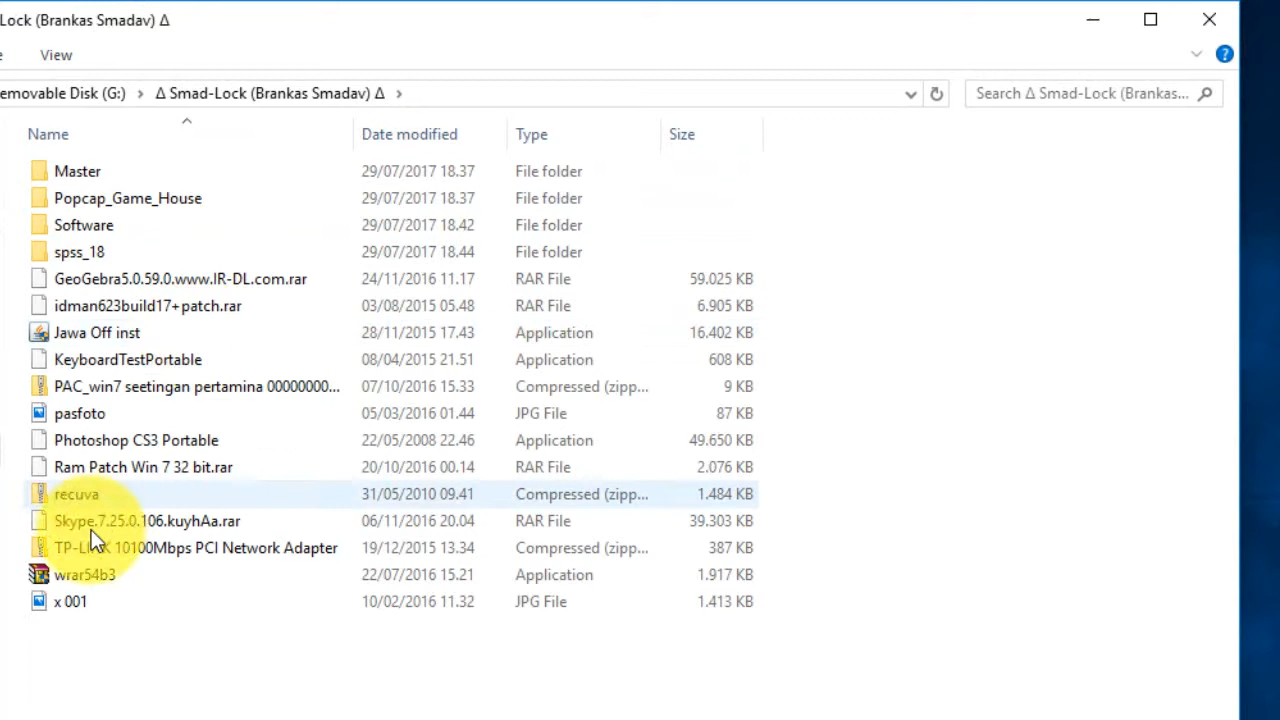 -Lock (Brankas Smadav) Δ
e View
emovable Disk (G:) > Δ Smad-Lock (Brankas Smadav) Δ > Search Δ Smad-Lock (Brankas...
Name Date modified Type Size
Master 29/07/2017 18.37 File folder
Popcap_Game_House 29/07/2017 18.37 File folder
Software 29/07/2017 18.42 File folder
spss_18 29/07/2017 18.44 File folder
GeoGebra5.0.59.0.www.IR-DL.com.rar 24/11/2016 11.17 RAR File 59.025 KB
idman623build17+patch.rar 03/08/2015 05.48 RAR File 6.905 KB
Jawa Off inst 28/11/2015 17.43 Application 16.402 KB
KeyboardTestPortable 08/04/2015 21.51 Application 608 KB
PAC_win7 seetingan pertamina 00000000... 07/10/2016 15.33 Compressed (zipp... 9 KB
pasfoto 05/03/2016 01.44 JPG File 87 KB
Photoshop CS3 Portable 22/05/2008 22.46 Application 49.650 KB
Ram Patch Win 7 32 bit.rar 20/10/2016 00.14 RAR File 2.076 KB
recuva 31/05/2010 09.41 Compressed (zipp... 1.484 KB
Skype.7.25.0.106.kuyhAa.rar 06/11/2016 20.04 RAR File 39.303 KB
TP-LINK 10100Mbps PCI Network Adapter 19/12/2015 13.34 Compressed (zipp... 387 KB
wrar54b3 22/07/2016 15.21 Application 1.917 KB
x 001 10/02/2016 11.32 JPG File 1.413 KB